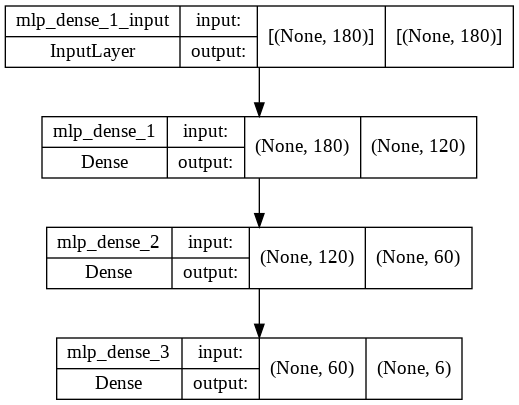 mlp_dense_1_input input: [(None, 180)] [(None, 180)]
InputLayer output:
mlp_dense_1 input: (None, 180) (None, 120)
Dense output:
mlp_dense_2 input: (None, 120) (None, 60)
Dense output:
mlp_dense_3 input: (None, 60) (None, 6)
Dense output: